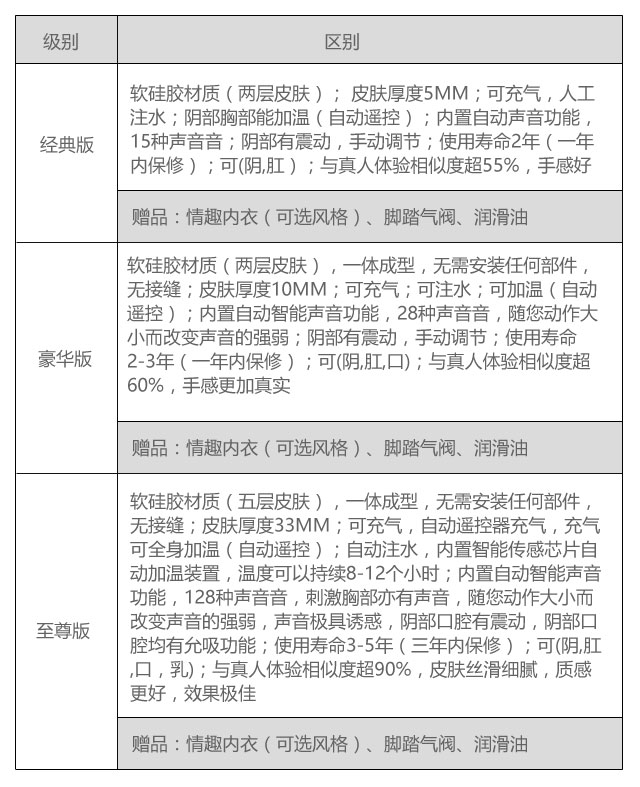 级别
区别
经典版
软硅胶材质（两层皮肤）； 皮肤厚度5MM；可充气，人工
注水；阴部胸部能加温（自动遥控）；内置自动声音功能，
15种声音音；阴部有震动，手动调节；使用寿命2年（一年
内保修）；可(阴,肛）；与真人体验相似度超55%，手感好
赠品：情趣内衣（可选风格）、脚踏气阀、润滑油
豪华版
软硅胶材质（两层皮肤），一体成型，无需安装任何部件，
无接缝；皮肤厚度10MM；可充气；可注水；可加温（自动
遥控）；内置自动智能声音功能，28种声音音，随您动作大
小而改变声音的强弱；阴部有震动，手动调节；使用寿命
2-3年（一年内保修）；可(阴,肛,口)；与真人体验相似度超
60%，手感更加真实
赠品：情趣内衣（可选风格）、脚踏气阀、润滑油
至尊版
软硅胶材质（五层皮肤），一体成型，无需安装任何部件，
无接缝；皮肤厚度33MM；可充气，自动遥控器充气，充气
可全身加温（自动遥控）；自动注水，内置智能传感芯片自
动加温装置，温度可以持续8-12个小时；内置自动智能声音
功能，128种声音音，刺激胸部亦有声音，随您动作大小而
改变声音的强弱，声音极具诱惑，阴部口腔有震动，阴部口
腔均有允吸功能；使用寿命3-5年（三年内保修）；可(阴,肛
,口，乳)；与真人体验相似度超90%，皮肤丝滑细腻，质感
更好，效果极佳
赠品：情趣内衣（可选风格）、脚踏气阀、润滑油